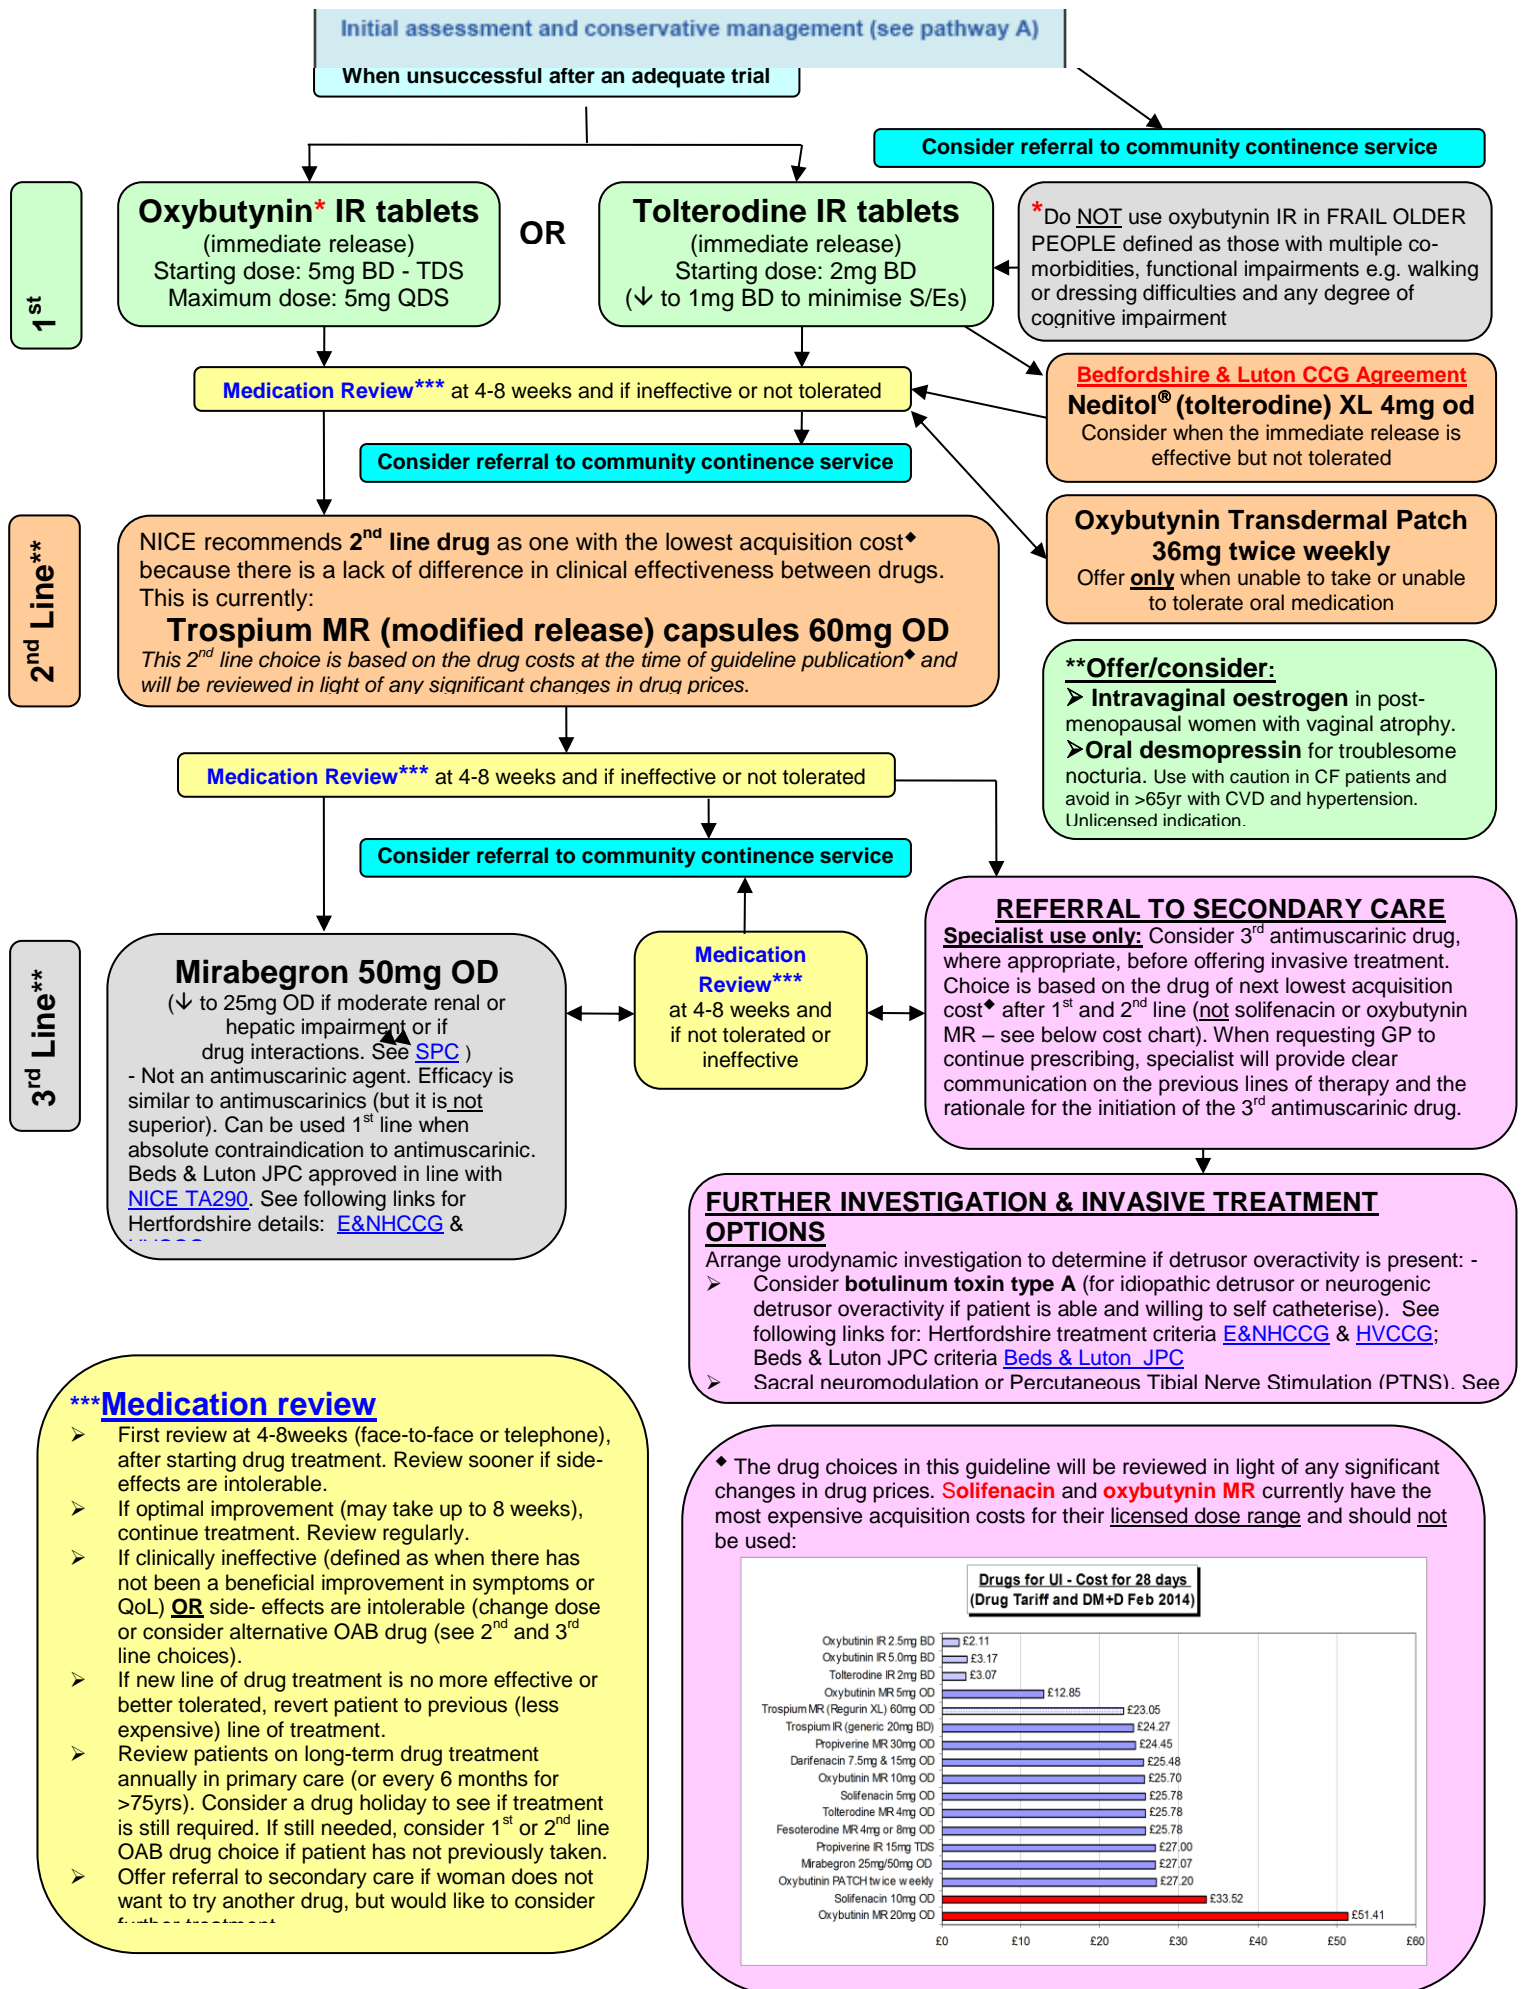 Initial assessment and conservative management (see pathway A)
When unsuccessful after an adequate trial
Consider referral to community continence service
1st
Oxybutynin* IR tablets
(immediate release)
Starting dose: 5mg BD - TDS
Maximum dose: 5mg QDS
OR
Tolterodine IR tablets
(immediate release)
Starting dose: 2mg BD
(↓ to 1mg BD to minimise S/Es)
*Do NOT use oxybutynin IR in FRAIL OLDER
PEOPLE defined as those with multiple co-
morbidities, functional impairments e.g. walking
or dressing difficulties and any degree of
cognitive impairment
Medication Review*** at 4-8 weeks and if ineffective or not tolerated
Bedfordshire & Luton CCG Agreement
Neditol® (tolterodine) XL 4mg od
Consider when the immediate release is
effective but not tolerated
Consider referral to community continence service
2nd Line**
NICE recommends 2nd line drug as one with the lowest acquisition cost◆
because there is a lack of difference in clinical effectiveness between drugs.
This is currently:
Trospium MR (modified release) capsules 60mg OD
This 2nd line choice is based on the drug costs at the time of guideline publication◆ and
will be reviewed in light of any significant changes in drug prices.
Oxybutynin Transdermal Patch
36mg twice weekly
Offer only when unable to take or unable
to tolerate oral medication
**Offer/consider:
➢ Intravaginal oestrogen in post-
menopausal women with vaginal atrophy.
➢Oral desmopressin for troublesome
nocturia. Use with caution in CF patients and
avoid in >65yr with CVD and hypertension.
Unlicensed indication.
Medication Review*** at 4-8 weeks and if ineffective or not tolerated
Consider referral to community continence service
3rd Line**
Mirabegron 50mg OD
(↓ to 25mg OD if moderate renal or
hepatic impairment or if
drug interactions. See SPC )
- Not an antimuscarinic agent. Efficacy is
similar to antimuscarinics (but it is not
superior). Can be used 1st line when
absolute contraindication to antimuscarinic.
Beds & Luton JPC approved in line with
NICE TA290. See following links for
Hertfordshire details: E&NHCCG &
Medication
Review***
at 4-8 weeks and
if not tolerated or
ineffective
REFERRAL TO SECONDARY CARE
Specialist use only: Consider 3rd antimuscarinic drug,
where appropriate, before offering invasive treatment.
Choice is based on the drug of next lowest acquisition
cost◆ after 1st and 2nd line (not solifenacin or oxybutynin
MR – see below cost chart). When requesting GP to
continue prescribing, specialist will provide clear
communication on the previous lines of therapy and the
rationale for the initiation of the 3rd antimuscarinic drug.
FURTHER INVESTIGATION & INVASIVE TREATMENT
OPTIONS
Arrange urodynamic investigation to determine if detrusor overactivity is present: -
➢ Consider botulinum toxin type A (for idiopathic detrusor or neurogenic
detrusor overactivity if patient is able and willing to self catheterise). See
following links for: Hertfordshire treatment criteria E&NHCCG & HVCCG;
Beds & Luton JPC criteria Beds & Luton JPC
➢ Sacral neuromodulation or Percutaneous Tibial Nerve Stimulation (PTNS). See
***Medication review
➢ First review at 4-8weeks (face-to-face or telephone),
after starting drug treatment. Review sooner if side-
effects are intolerable.
➢ If optimal improvement (may take up to 8 weeks),
continue treatment. Review regularly.
➢ If clinically ineffective (defined as when there has
not been a beneficial improvement in symptoms or
QoL) OR side- effects are intolerable (change dose
or consider alternative OAB drug (see 2nd and 3rd
line choices).
➢ If new line of drug treatment is no more effective or
better tolerated, revert patient to previous (less
expensive) line of treatment.
➢ Review patients on long-term drug treatment
annually in primary care (or every 6 months for
>75yrs). Consider a drug holiday to see if treatment
is still required. If still needed, consider 1st or 2nd line
OAB drug choice if patient has not previously taken.
➢ Offer referral to secondary care if woman does not
want to try another drug, but would like to consider
further treatment
◆ The drug choices in this guideline will be reviewed in light of any significant
changes in drug prices. Solifenacin and oxybutynin MR currently have the
most expensive acquisition costs for their licensed dose range and should not
be used:
Drugs for UI - Cost for 28 days
(Drug Tariff and DM+D Feb 2014)
Oxybutinin IR 2.5mg BD £2.11
Oxybutinin IR 5.0mg BD £3.17
Tolterodine IR 2mg BD £3.07
Oxybutinin MR 5mg OD £12.85
Trospium MR (Regurin XL) 60mg OD £23.05
Trospium IR (generic 20mg BD) £24.27
Propiverine MR 30mg OD £24.45
Darifenacin 7.5mg & 15mg OD £25.48
Oxybutinin MR 10mg OD £25.70
Solifenacin 5mg OD £25.78
Tolterodine MR 4mg OD £25.78
Fesoterodine MR 4mg or 8mg OD £25.78
Propiverine IR 15mg TDS £27.00
Mirabegron 25mg/50mg OD £27.07
Oxybutinin PATCH twice weekly £27.20
Solifenacin 10mg OD £33.52
Oxybutinin MR 20mg OD £51.41
£0 £10 £20 £30 £40 £50 £60